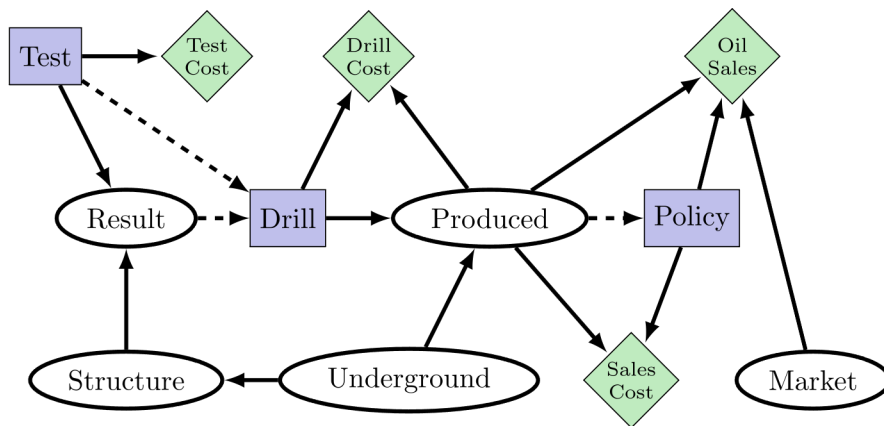 Test
Test
Cost
Drill
Cost
Oil
Sales
Result
Drill
Produced
Policy
Structure
Underground
Sales
Cost
Market